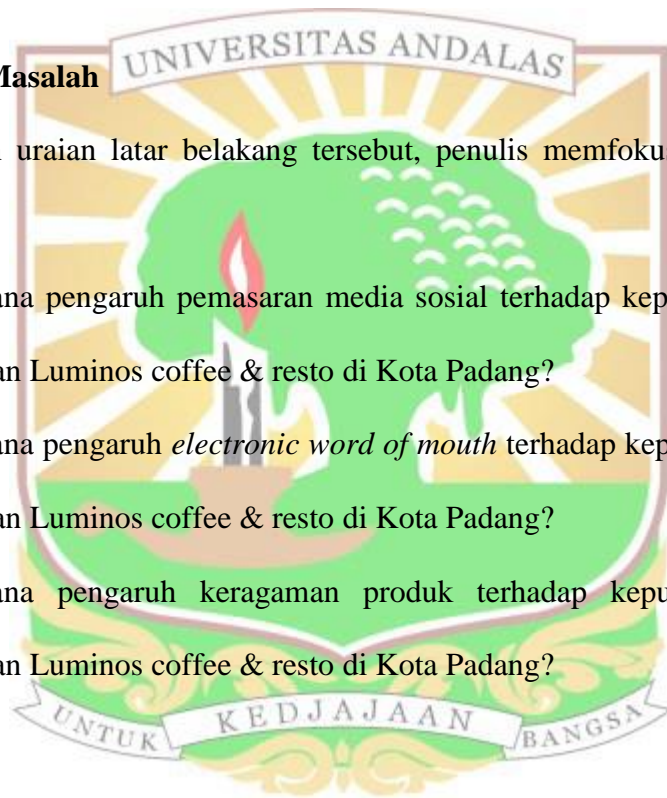 UNIVERSITAS ANDALAS
Masalah
uraian latar belakang tersebut, penulis memfoku
ana pengaruh pemasaran media sosial terhadap kep
an Luminos coffee & resto di Kota Padang?
ana pengaruh electronic word of mouth terhadap kep
an Luminos coffee & resto di Kota Padang?
ana pengaruh keragaman produk terhadap kepu
an Luminos coffee & resto di Kota Padang?
UNTUK KEDJAJAAN BANGSA